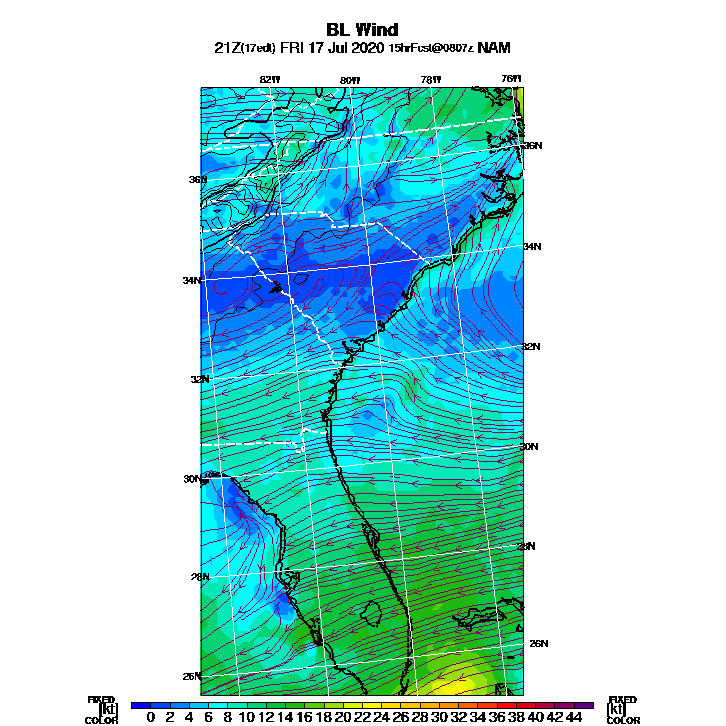 BL Wind
21Z(17edt) FRI 17 Jul 2020 15hrFcst@0807z NAM
82W 80W 78W 76W
36N
36N
34N
34N
32N
32N
30N
30N
28N
28N
26N
26N
FIXED FIXED
[kt] 0 2 4 6 8 10 12 14 16 18 20 22 24 26 28 30 32 34 36 38 40 42 44 [kt]
COLOR COLOR